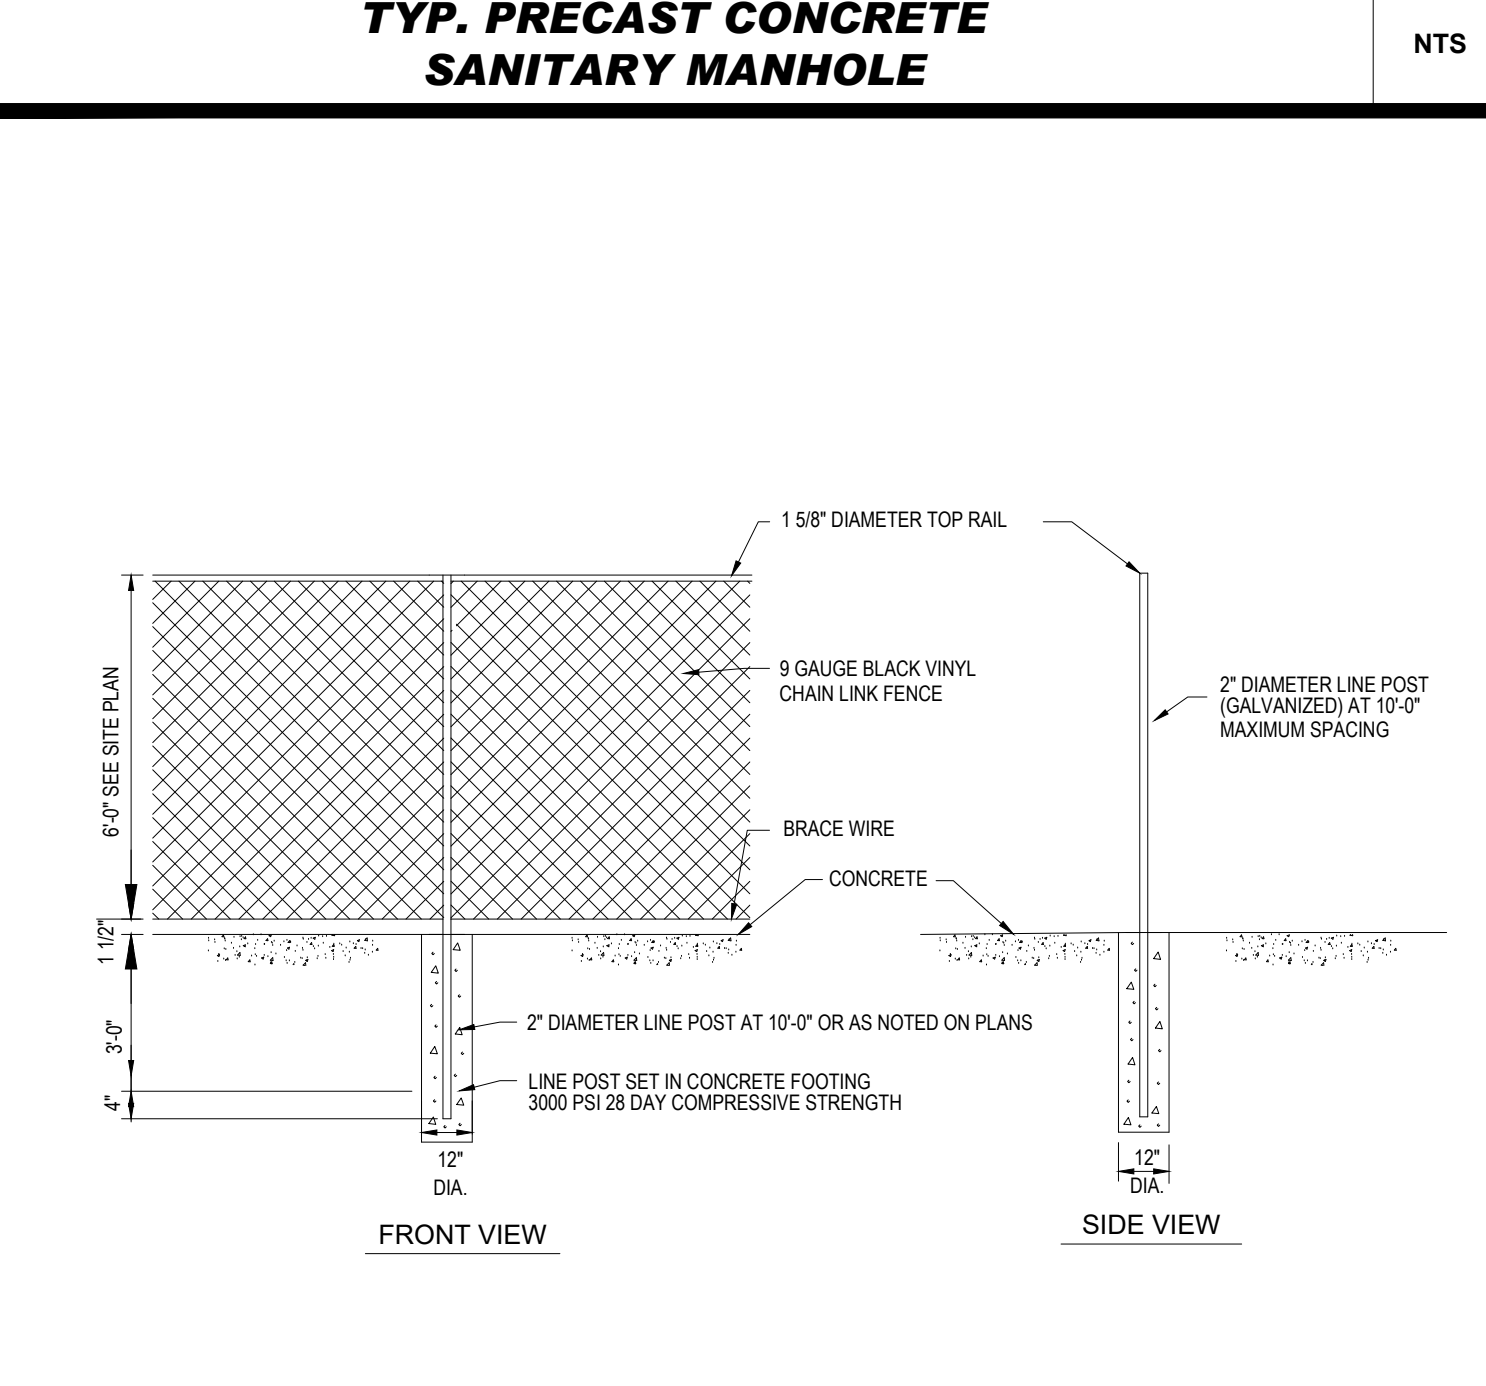 TYP. PRECAST CONCRETE
SANITARY MANHOLE
NTS
1 5/8" DIAMETER TOP RAIL
9 GAUGE BLACK VINYL
CHAIN LINK FENCE
2" DIAMETER LINE POST
(GALVANIZED) AT 10'-0"
MAXIMUM SPACING
6'-0" SEE SITE PLAN
BRACE WIRE
CONCRETE
1 1/2"
3'-0"
2" DIAMETER LINE POST AT 10'-0" OR AS NOTED ON PLANS
4"
LINE POST SET IN CONCRETE FOOTING
3000 PSI 28 DAY COMPRESSIVE STRENGTH
12"
DIA.
12"
DIA.
FRONT VIEW
SIDE VIEW